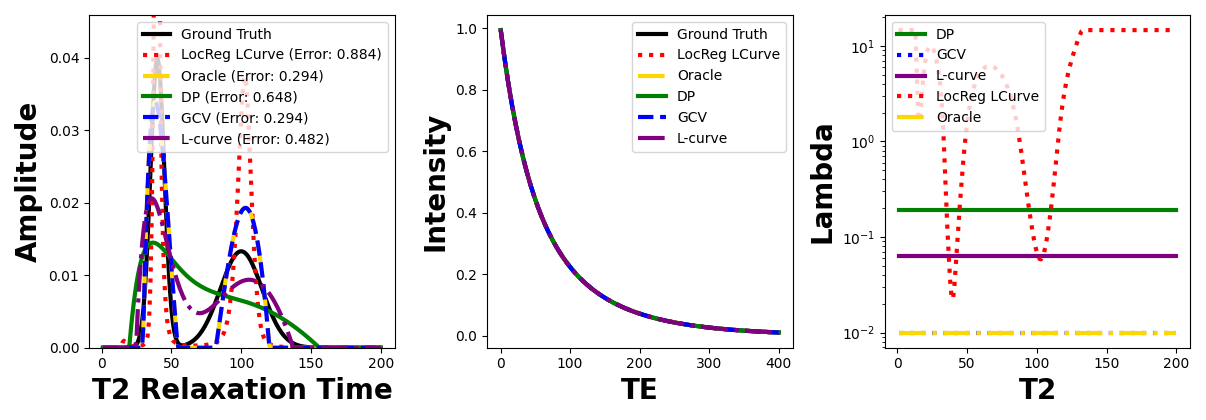 Amplitude
0.04
0.03
0.02
0.01
0.00
0
50
100
150
200
T2 Relaxation Time
Ground Truth
LocReg LCurve (Error: 0.884)
Oracle (Error: 0.294)
DP (Error: 0.648)
GCV (Error: 0.294)
L-curve (Error: 0.482)
Intensity
1.0
0.8
0.6
0.4
0.2
0.0
0
100
200
300
400
TE
Ground Truth
LocReg LCurve
Oracle
DP
GCV
L-curve
Lambda
10¹
10⁰
10⁻¹
10⁻²
0
50
100
150
200
T2
DP
GCV
L-curve
LocReg LCurve
Oracle